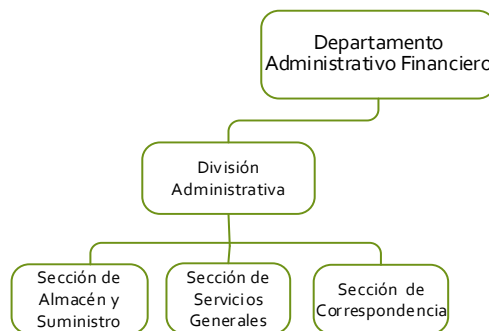 Departamento
Administrativo Financiero
División
Administrativa
Sección de
Almacén y
Suministro
Sección de
Servicios
Generales
Sección de
Correspondencia